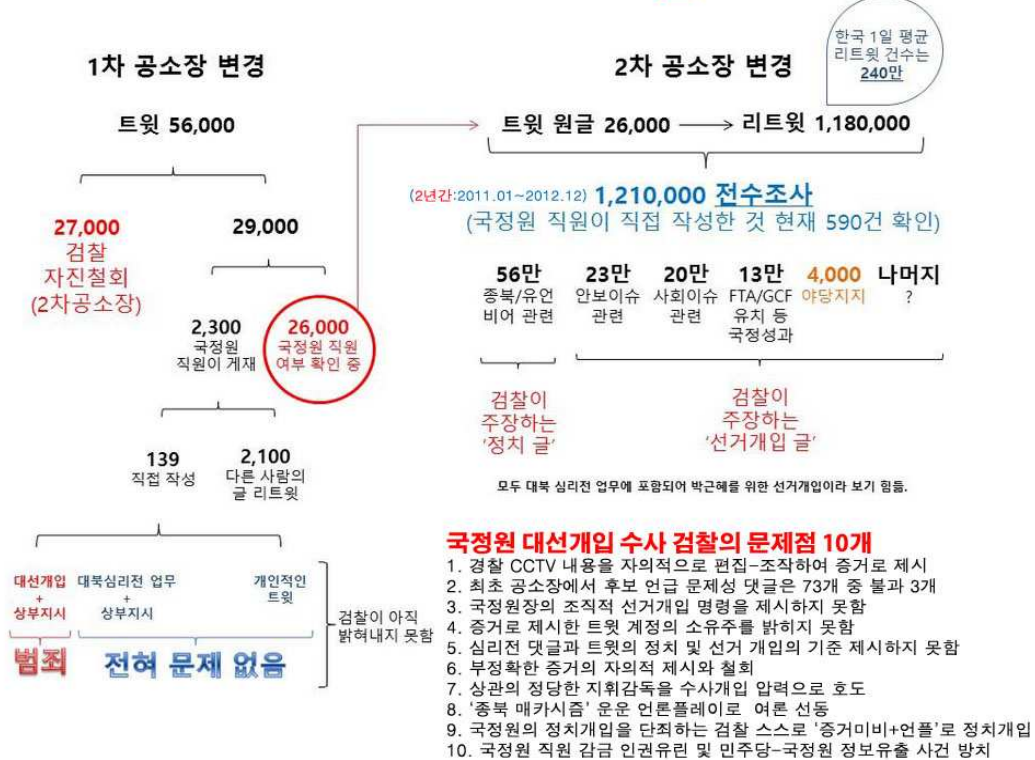 1차 공소장 변경
트윗 56,000
27,000
검찰
자진철회
(2차공소장)
29,000
2,300
국정원
직원이 게재
26,000
국정원 직원
여부 확인 중
139
직접 작성
2,100
다른 사람의
글 리트윗
대선개입
+
상부지시
대북심리전 업무
+
상부지시
개인적인
트윗
범죄
전혀 문제 없음
검찰이 아직
밝혀내지 못함
2차 공소장 변경
한국 1일 평균
리트윗 건수는
240만
트윗 원글 26,000 → 리트윗 1,180,000
(2년간:2011.01~2012.12) 1,210,000 전수조사
(국정원 직원이 직접 작성한 것 현재 590건 확인)
56만
종북/유언
비어 관련
23만
안보이슈
관련
20만
사회이슈
관련
13만
FTA/GCF
유치 등
국정성과
4,000
야당지지
나머지
?
검찰이
주장하는
'정치 글'
검찰이
주장하는
'선거개입 글'
모두 대북 심리전 업무에 포함되어 박근혜를 위한 선거개입이라 보기 힘듦.
국정원 대선개입 수사 검찰의 문제점 10개
1. 경찰 CCTV 내용을 자의적으로 편집-조작하여 증거로 제시
2. 최초 공소장에서 후보 언급 문제성 댓글은 73개 중 불과 3개
3. 국정원장의 조직적 선거개입 명령을 제시하지 못함
4. 증거로 제시한 트윗 계정의 소유주를 밝히지 못함
5. 심리전 댓글과 트윗의 정치 및 선거 개입의 기준 제시하지 못함
6. 부정확한 증거의 자의적 제시와 철회
7. 상관의 정당한 지휘감독을 수사개입 압력으로 호도
8. '종북 매카시즘' 운운 언론플레이로 여론 선동
9. 국정원의 정치개입을 단죄하는 검찰 스스로 '증거미비+언플'로 정치개입
10. 국정원 직원 감금 인권유린 및 민주당-국정원 정보유출 사건 방치